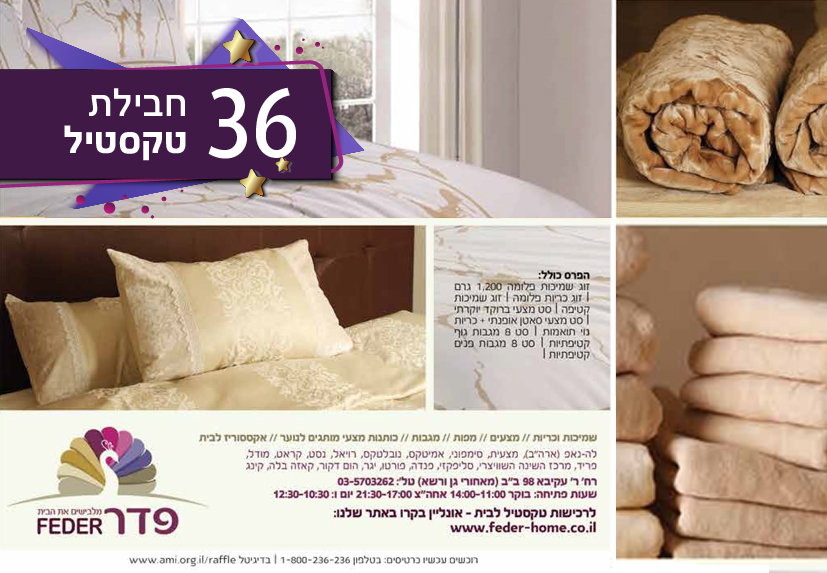 36
חבילת
טקסטיל
הפרס כולל:
זוג שמיכות פלומה 1,200 גרם
| זוג כריות פלומה | זוג שמיכות
קטיפה | סט מצעי ברוקד יוקרתי
| סט מצעי סאטן אופנתי + כריות
נוי תואמות | סט 8 מגבות גוף
קטיפתיות | סט 8 מגבות פנים
קטיפתיות |
שמיכות וכריות // מצעים // מפות // מגבות // כותנות מצעי מותגים לנוער // אקססוריז לבית
לה-נאפ (ארה"ב), מצעית, סימפוני, אמיטקס, נובלטקס, רויאל, נסט, קראט, מודל,
פריד, מרכז השינה השוויצרי, סליפקזי, פנדה, פורטו, יגר, הום דקור, קאזה בלה, קינג
רח' ר' עקיבא 98 ב"ב (מאחורי גן ורשא) טל': 03-5703262
שעות פתיחה: בוקר 14:00-11:00 אחה"צ 21:30-17:00 יום ו: 12:30-10:30
לרכישות טקסטיל לבית - אונליין בקרו באתר שלנו:
www.feder-home.co.il
פדר
מלבישים את הבית
FEDER
רוכשים עכשיו כרטיסים: בטלפון 1-800-236-236 | בדיגיטל www.ami.org.il/raffle